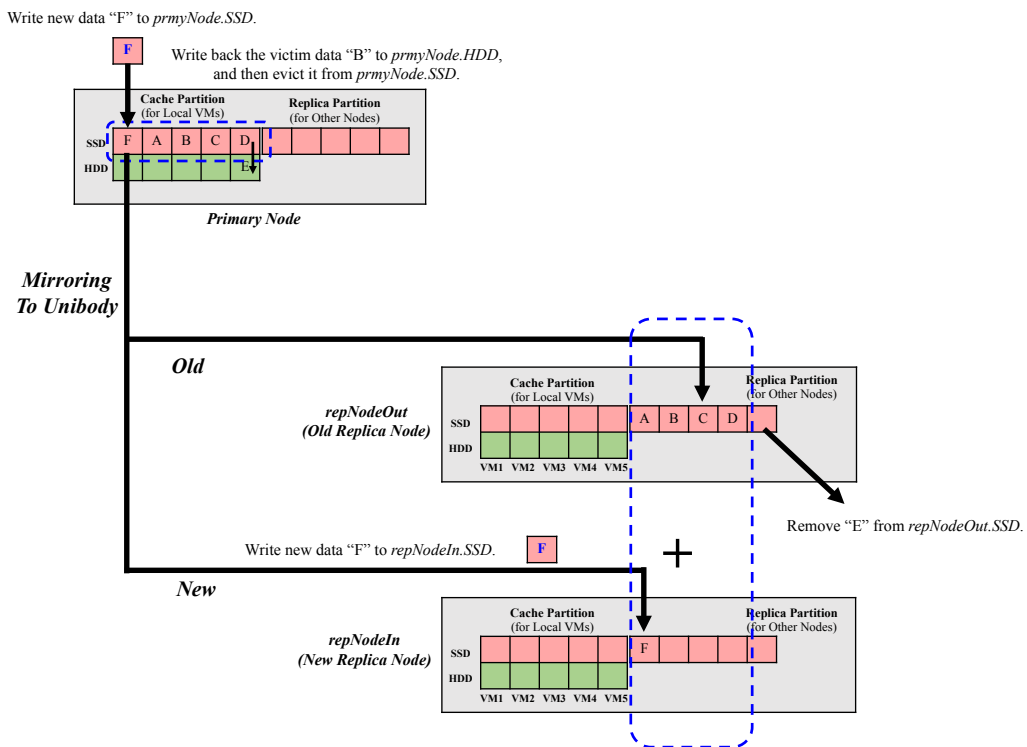 Write new data “F” to prmyNode.SSD.
F
Write back the victim data “B” to prmyNode.HDD,
and then evict it from prmyNode.SSD.
Cache Partition
(for Local VMs)
Replica Partition
(for Other Nodes)
SSD
F A B C D
HDD
E
Primary Node
Mirroring
To Unibody
Old
Cache Partition
(for Local VMs)
Replica Partition
(for Other Nodes)
repNodeOut
(Old Replica Node)
SSD
A B C D
HDD
VM1 VM2 VM3 VM4 VM5
Remove “E” from repNodeOut.SSD.
Write new data “F” to repNodeIn.SSD.
F
+
New
Cache Partition
(for Local VMs)
Replica Partition
(for Other Nodes)
repNodeIn
(New Replica Node)
SSD
F
HDD
VM1 VM2 VM3 VM4 VM5